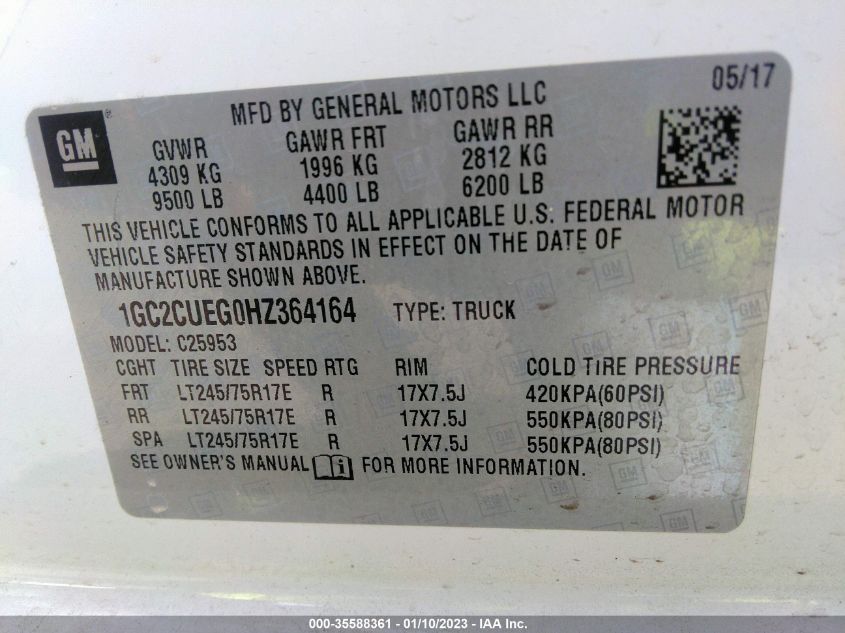 05/17
MFD BY GENERAL MOTORS LLC
GM ®
GVWR GAWR FRT GAWR RR
4309 KG 1996 KG 2812 KG
9500 LB 4400 LB 6200 LB
THIS VEHICLE CONFORMS TO ALL APPLICABLE U.S. FEDERAL MOTOR
VEHICLE SAFETY STANDARDS IN EFFECT ON THE DATE OF
MANUFACTURE SHOWN ABOVE.
1GC2CUEG0HZ364164 TYPE: TRUCK
MODEL: C25953
CGHT TIRE SIZE SPEED RTG RIM COLD TIRE PRESSURE
FRT LT245/75R17E R 17X7.5J 420KPA(60PSI)
RR LT245/75R17E R 17X7.5J 550KPA(80PSI)
SPA LT245/75R17E R 17X7.5J 550KPA(80PSI)
SEE OWNER'S MANUAL FOR MORE INFORMATION.
000-35588361 - 01/10/2023 - IAA Inc.